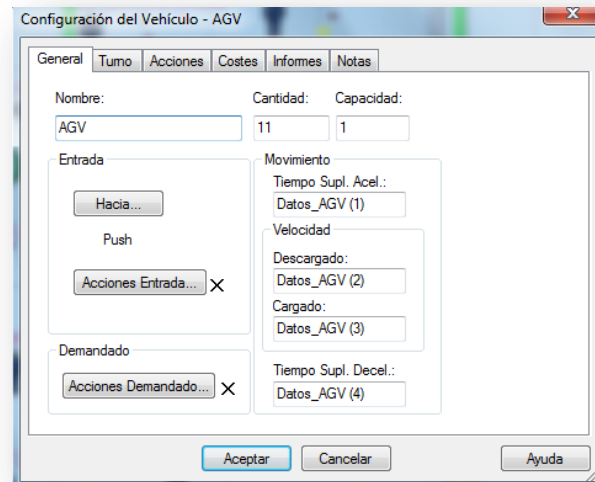 Configuración del Vehículo - AGV
General Turno Acciones Costes Informes Notas
Nombre: Cantidad: Capacidad:
AGV 11 1
Entrada
Hacia...
Push
Acciones Entrada... X
Demandado
Acciones Demandado... X
Movimiento
Tiempo Supl. Acel.:
Datos_AGV (1)
Velocidad
Descargado:
Datos_AGV (2)
Cargado:
Datos_AGV (3)
Tiempo Supl. Decel.:
Datos_AGV (4)
Aceptar Cancelar Ayuda